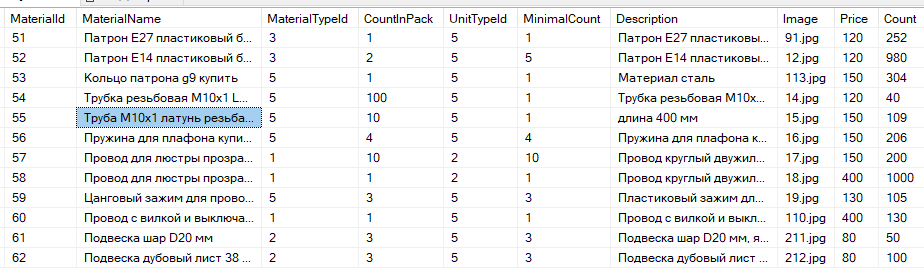 MaterialId MaterialName MaterialTypeId CountInPack UnitTypeId MinimalCount Description Image Price Count
51 Патрон E27 пластиковый б... 3 1 5 1 Патрон E27 пластиковы... 91.jpg 120 252
52 Патрон E14 пластиковый б... 3 2 5 5 Патрон E14 пластиковы... 12.jpg 120 980
53 Кольцо патрона g9 купить 5 1 5 1 Материал сталь 113.jpg 150 304
54 Трубка резьбовая M10x1 L... 5 100 5 1 Трубка резьбовая M10x... 14.jpg 120 40
55 Труба M10x1 латунь резьба... 5 10 5 1 длина 400 мм 15.jpg 150 109
56 Пружина для плафона купи... 5 4 5 4 Пружина для плафона к... 16.jpg 150 206
57 Провод для люстры прозра... 1 10 2 10 Провод круглый двужил... 17.jpg 150 200
58 Провод для люстры прозра... 1 1 2 1 Провод круглый двужил... 18.jpg 400 1000
59 Цанговый зажим для прово... 5 3 5 3 Пластиковый зажим дл... 19.jpg 130 105
60 Провод с вилкой и выключа... 1 1 5 1 Провод с вилкой и выкл... 110.jpg 400 130
61 Подвеска шар D20 мм 2 3 5 3 Подвеска шар D20 мм, я... 211.jpg 80 50
62 Подвеска дубовый лист 38 ... 2 3 5 3 Подвеска дубовый лист ... 212.jpg 80 100